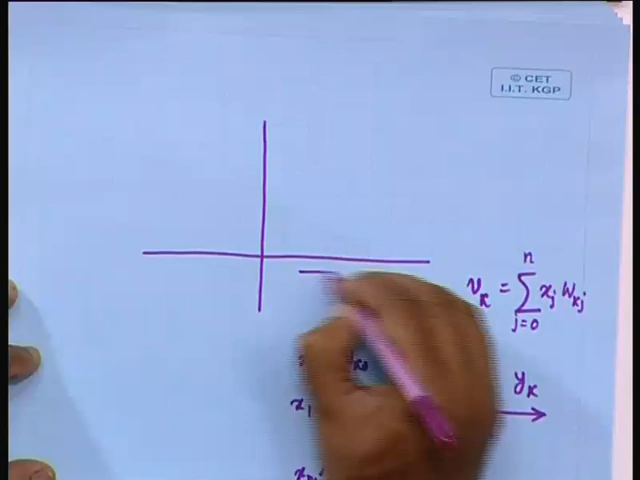 © CET
I.I.T. KGP
n
v_k = Σ x_j w_kj
j=0
y_k
x_1